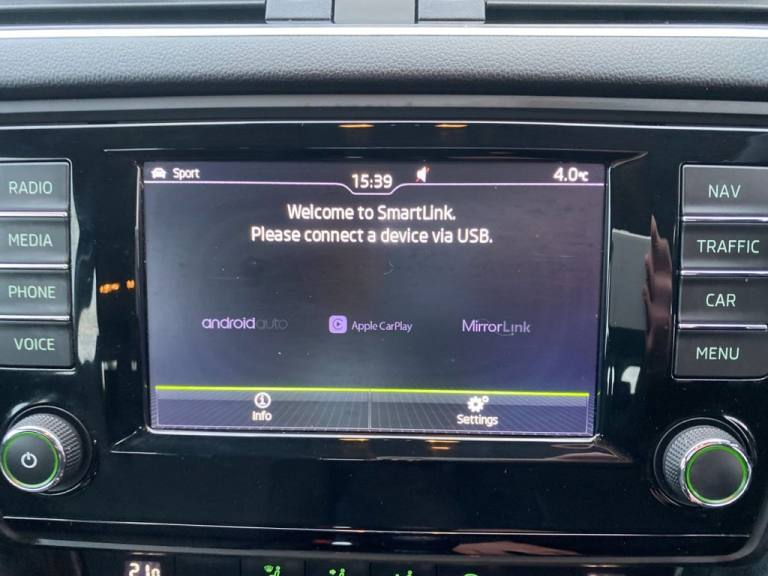 RADIO
MEDIA
PHONE
VOICE
Sport 15:39 4.0°C
Welcome to SmartLink.
Please connect a device via USB.
androidauto Apple CarPlay MirrorLink
Info Settings
NAV
TRAFFIC
CAR
MENU